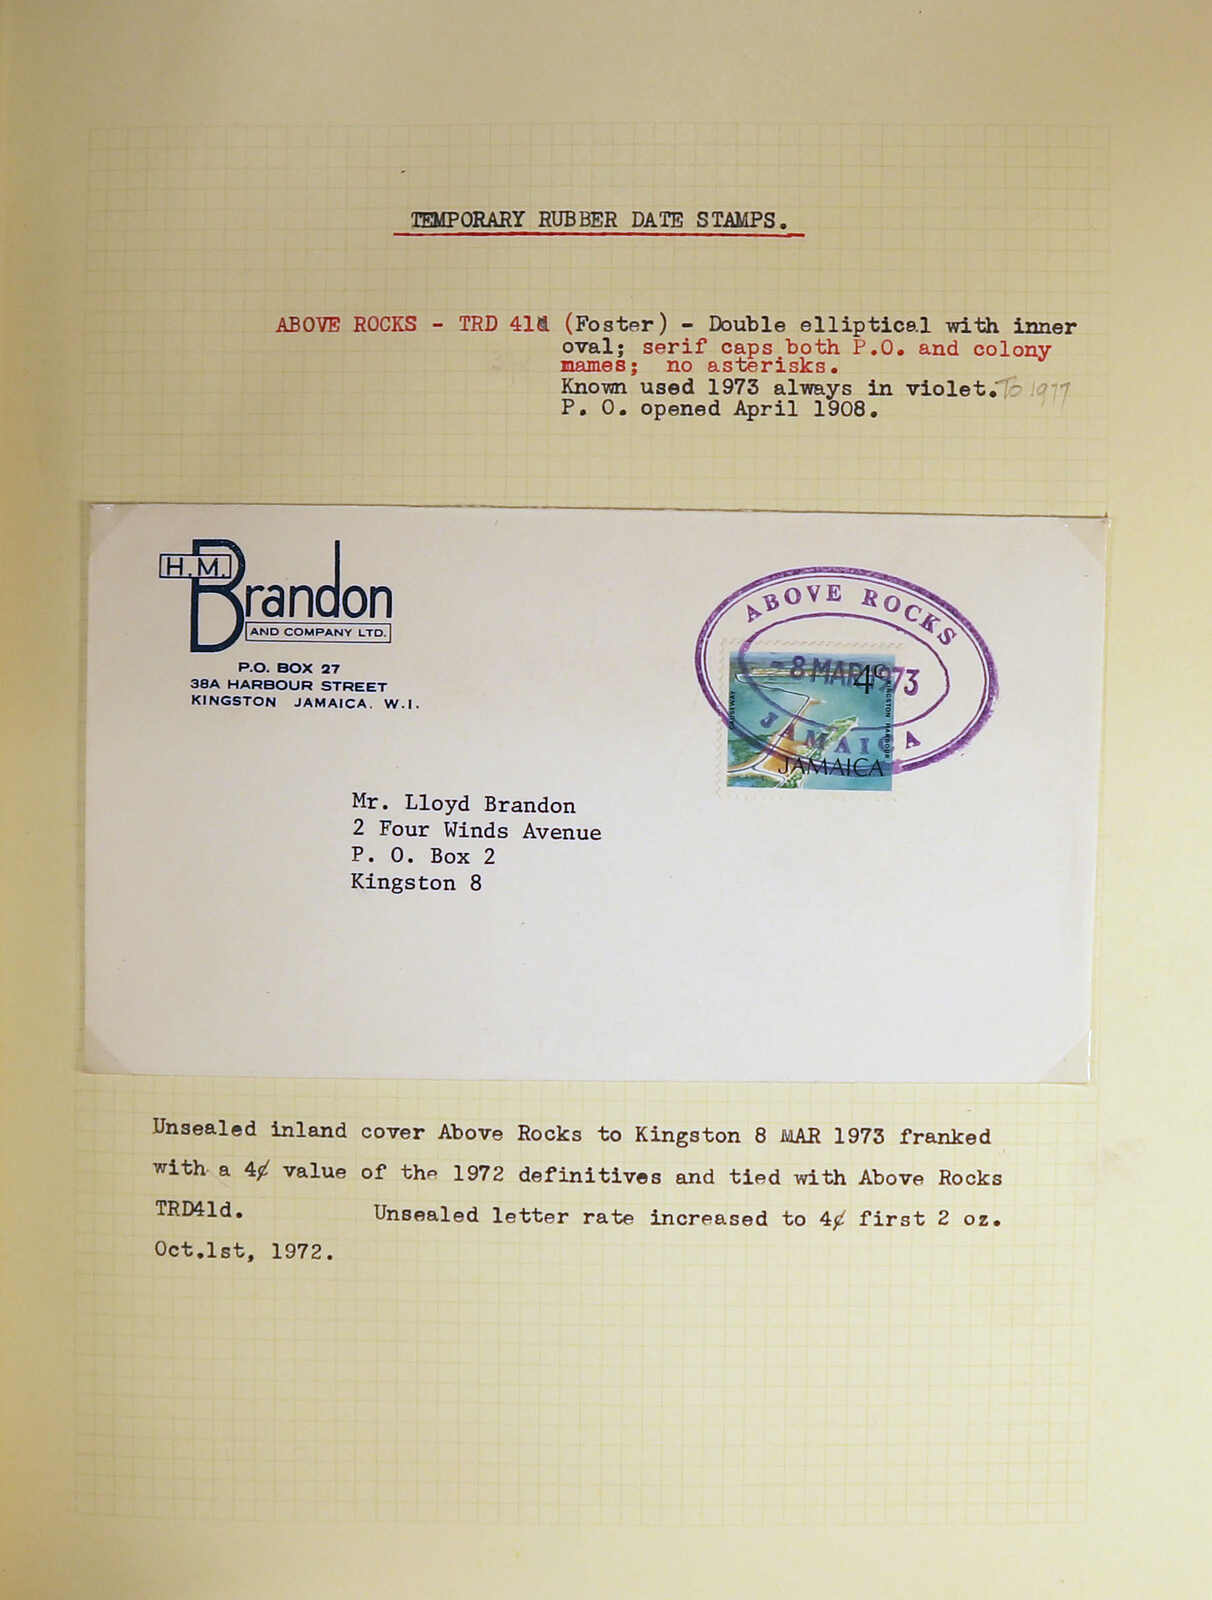 TEMPORARY RUBBER DATE STAMPS.
ABOVE ROCKS - TRD 41d (Foster) - Double elliptical with inner
oval; serif caps both P.O. and colony
names; no asterisks.
Known used 1973 always in violet. To 1977
P. O. opened April 1908.
H.M.
Brandon
AND COMPANY LTD.
P.O. BOX 27
38A HARBOUR STREET
KINGSTON JAMAICA. W.I.
ABOVE ROCKS
-8 MAR 1973
JAMAICA
4c
CAUSEWAY
KINGSTON HARBOUR
JAMAICA
Mr. Lloyd Brandon
2 Four Winds Avenue
P. O. Box 2
Kingston 8
Unsealed inland cover Above Rocks to Kingston 8 MAR 1973 franked
with a 4¢ value of the 1972 definitives and tied with Above Rocks
TRD41d. Unsealed letter rate increased to 4¢ first 2 oz.
Oct.1st, 1972.